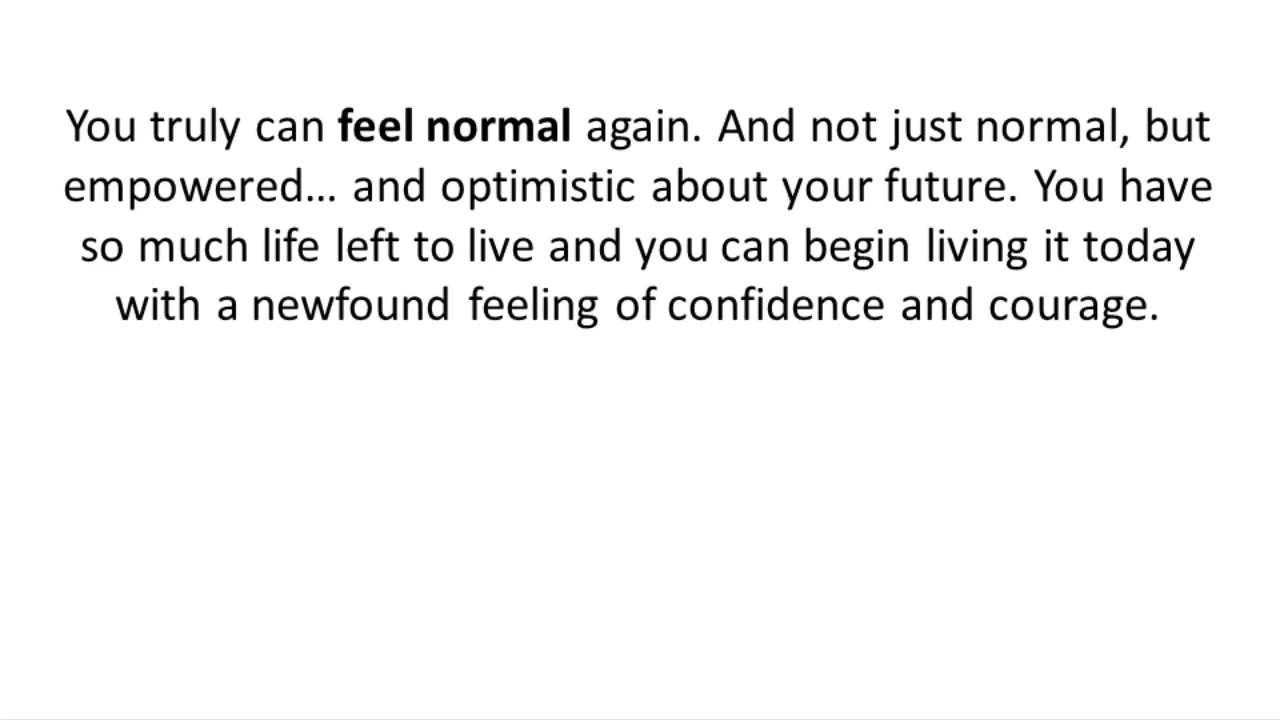 You truly can feel normal again. And not just normal, but
empowered… and optimistic about your future. You have
so much life left to live and you can begin living it today
with a newfound feeling of confidence and courage.